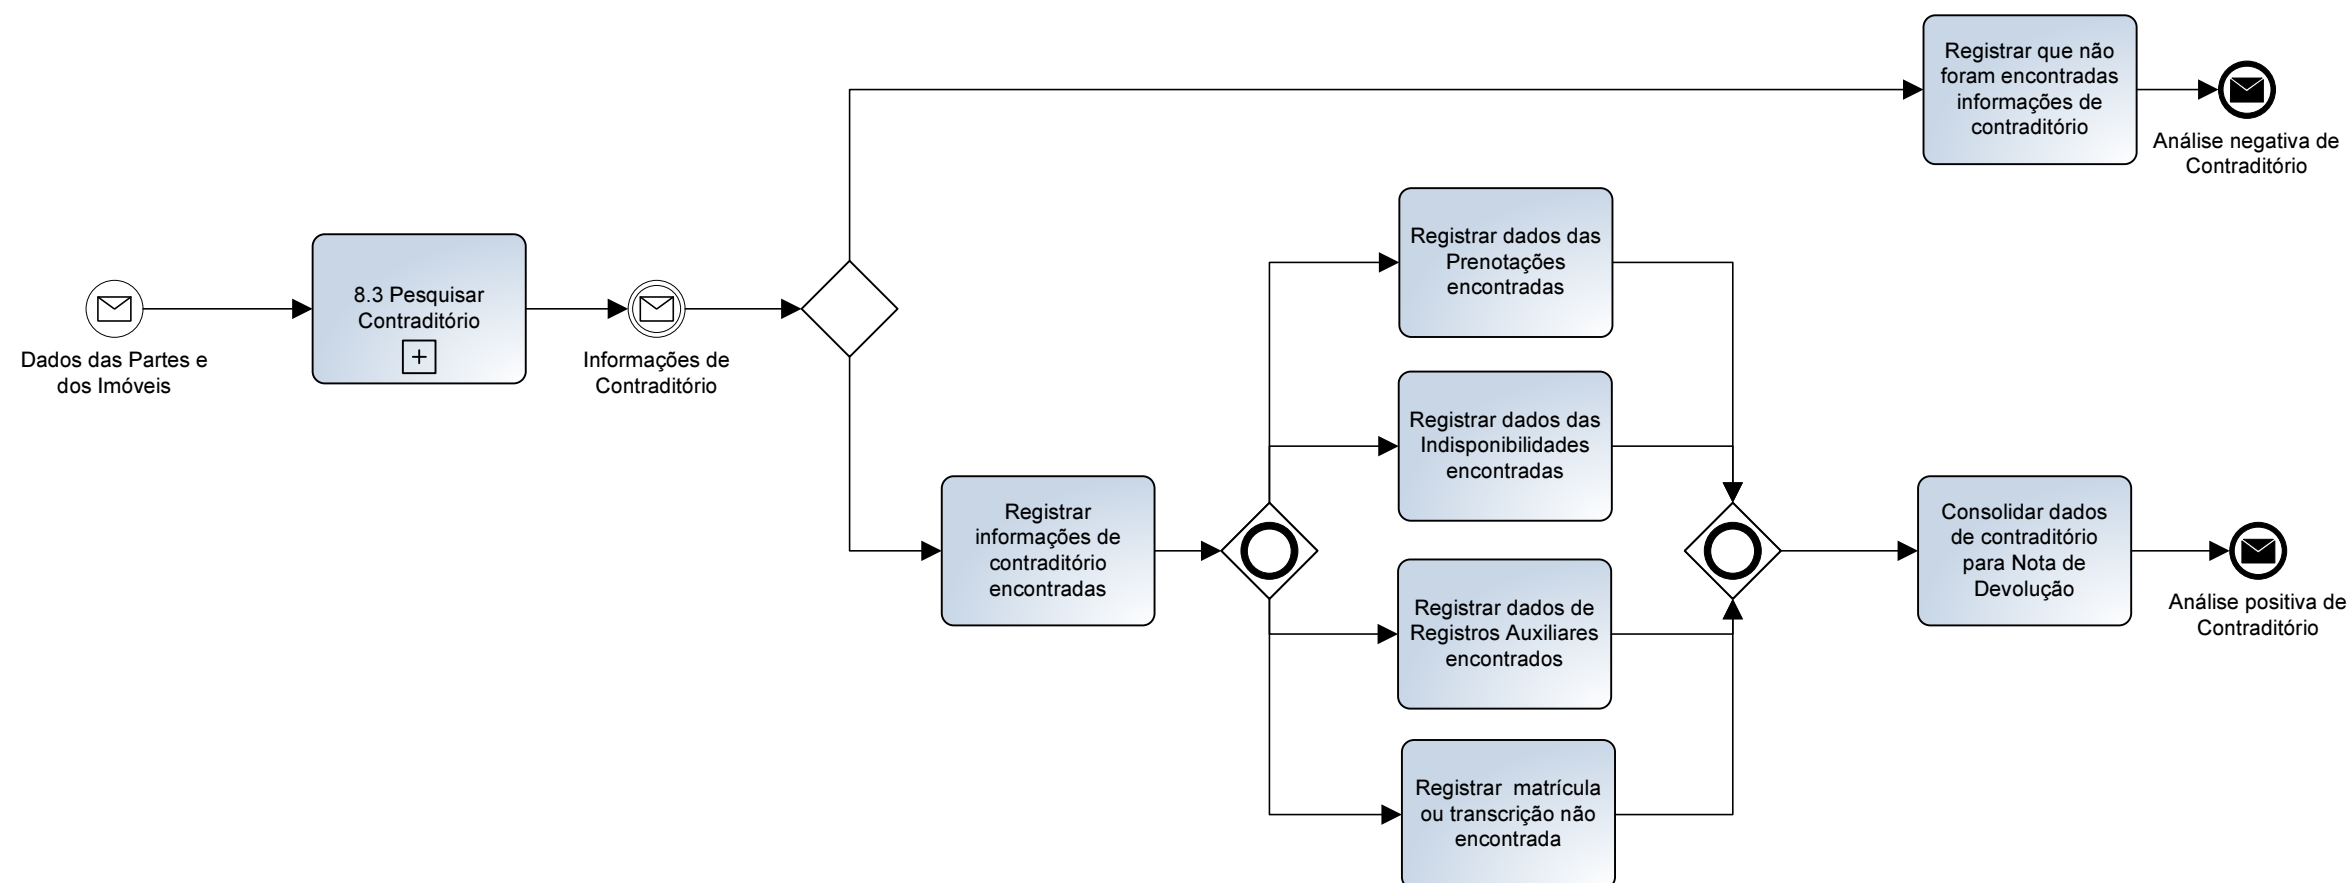 Registrar que não
foram encontradas
informações de
contraditório
Análise negativa de
Contraditório
Registrar dados das
Prenotações
encontradas
8.3 Pesquisar
Contraditório
Dados das Partes e
dos Imóveis
Informações de
Contraditório
Registrar dados das
Indisponibilidades
encontradas
Registrar
informações de
contraditório
encontradas
Consolidar dados
de contraditório
para Nota de
Devolução
Análise positiva de
Contraditório
Registrar dados de
Registros Auxiliares
encontrados
Registrar matrícula
ou transcrição não
encontrada